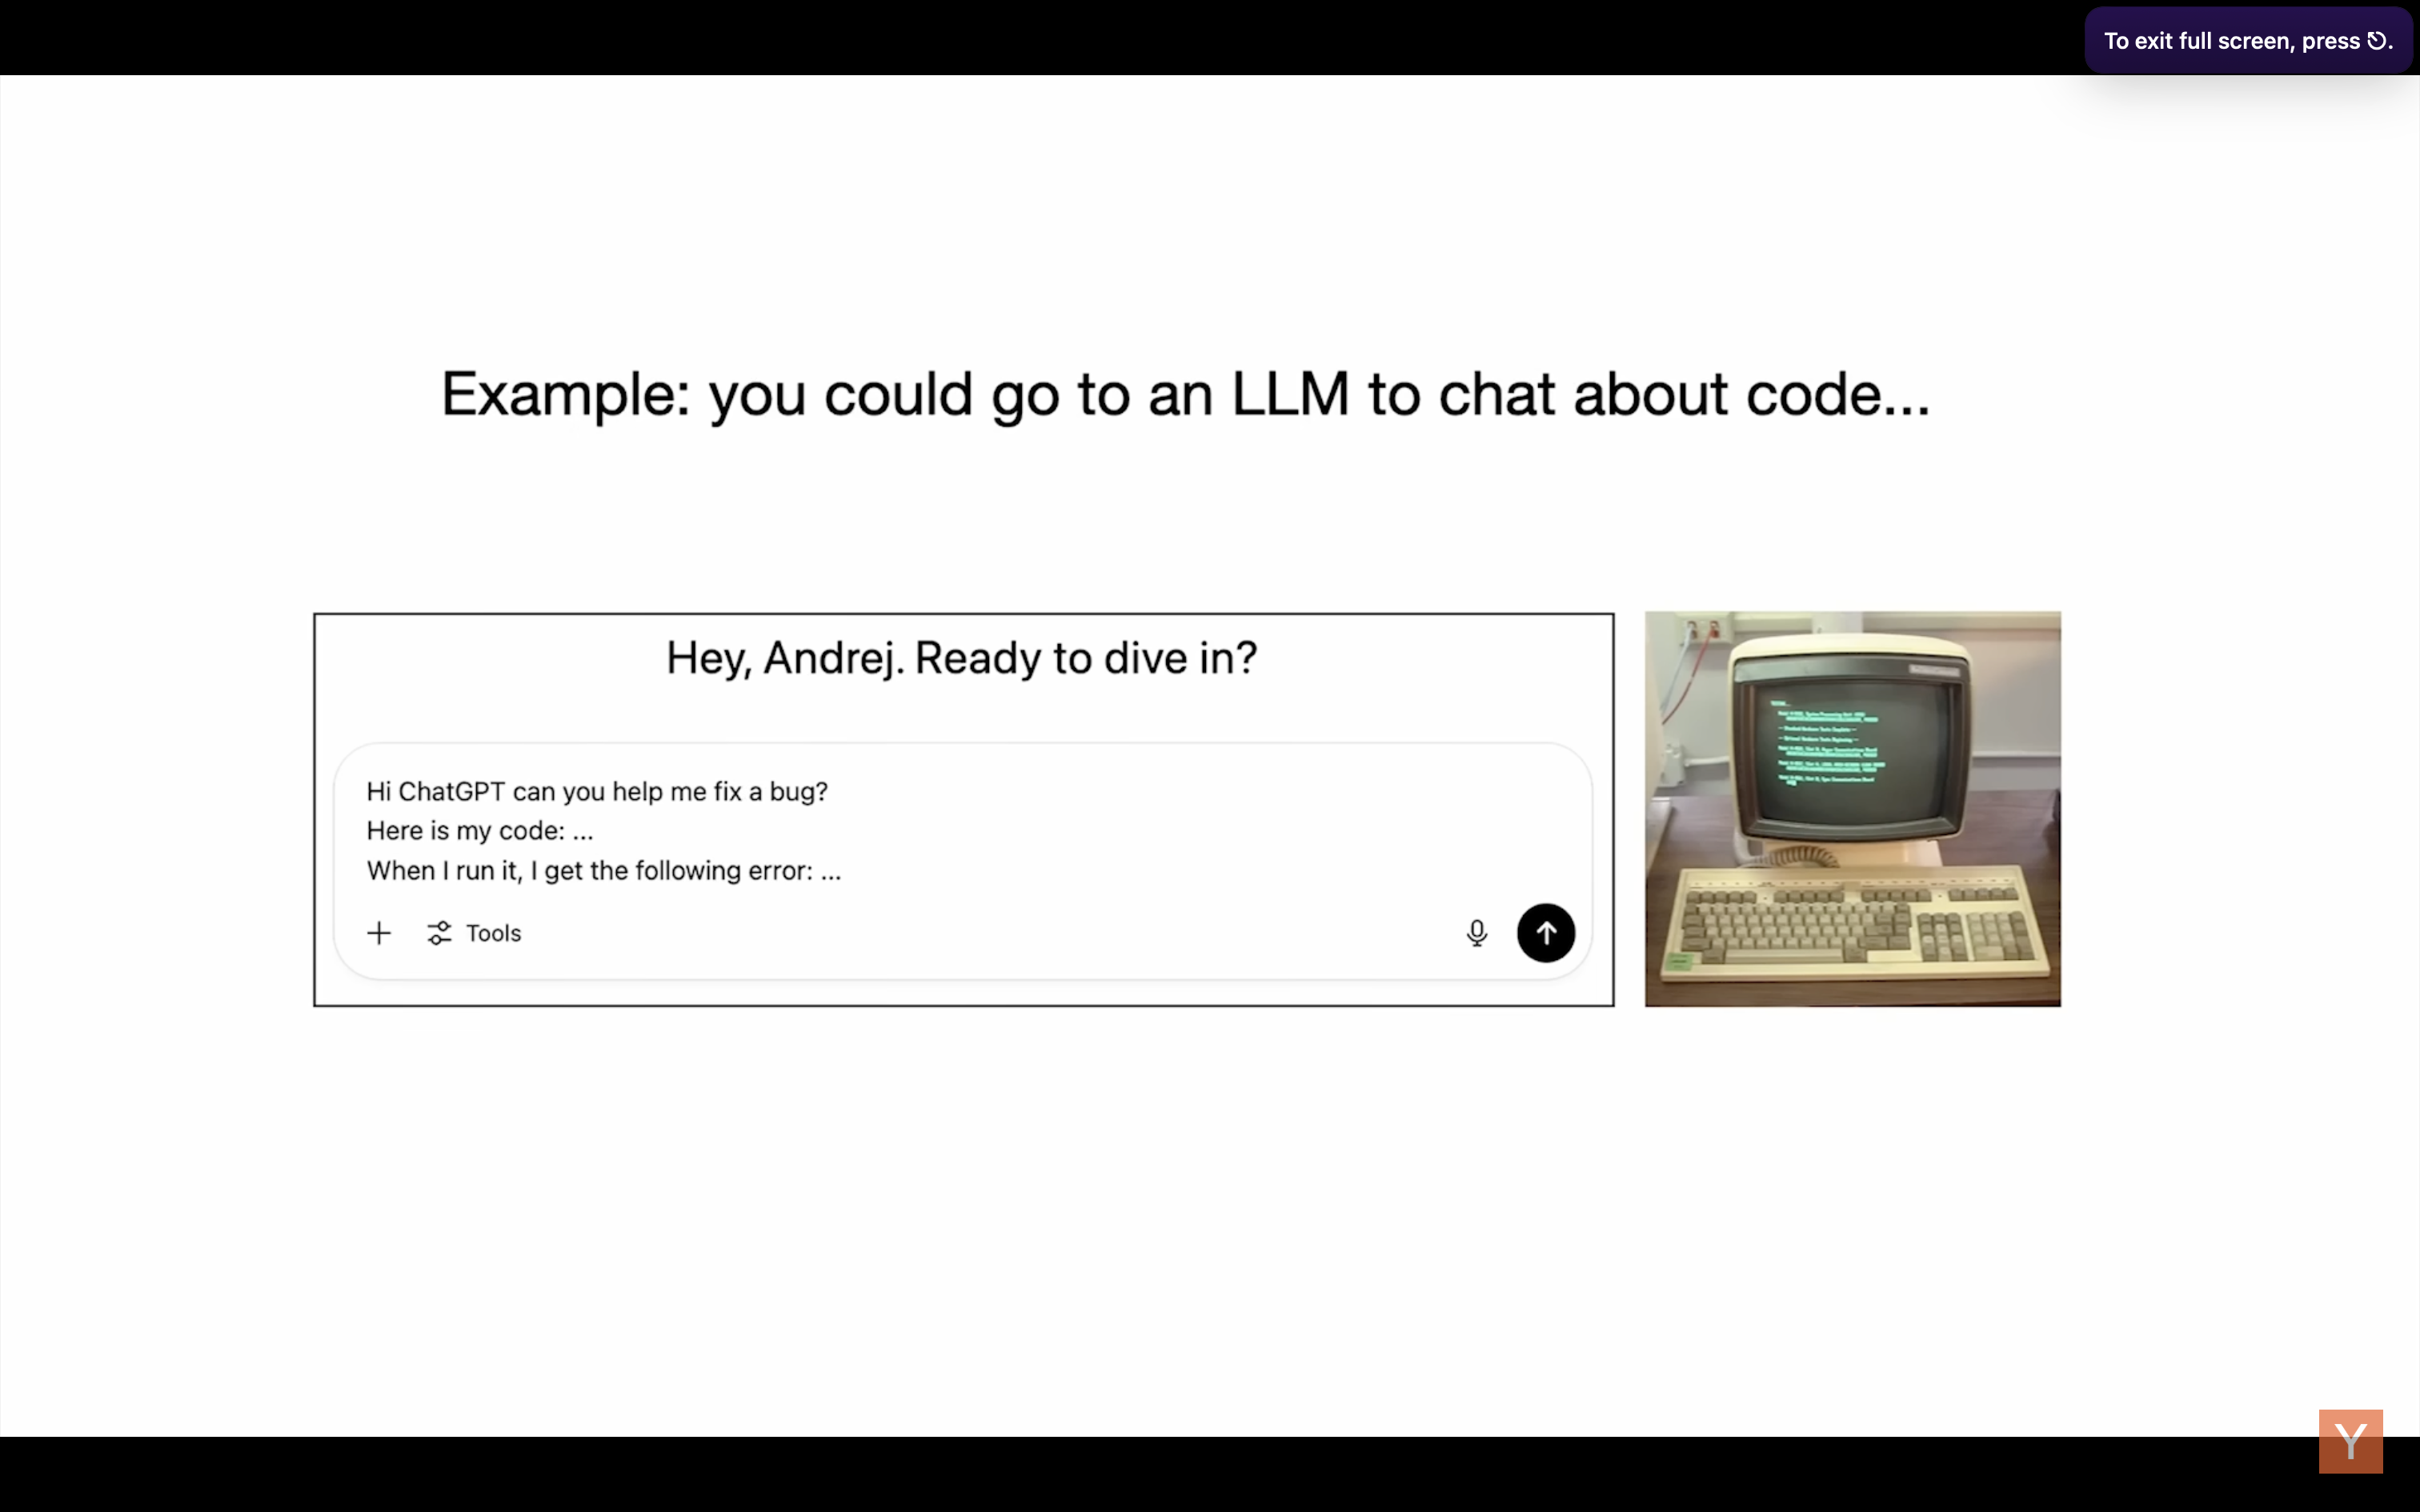 To exit full screen, press ⎋.
Example: you could go to an LLM to chat about code...
Hey, Andrej. Ready to dive in?
Hi ChatGPT can you help me fix a bug?
Here is my code: ...
When I run it, I get the following error: ...
Tools
Y